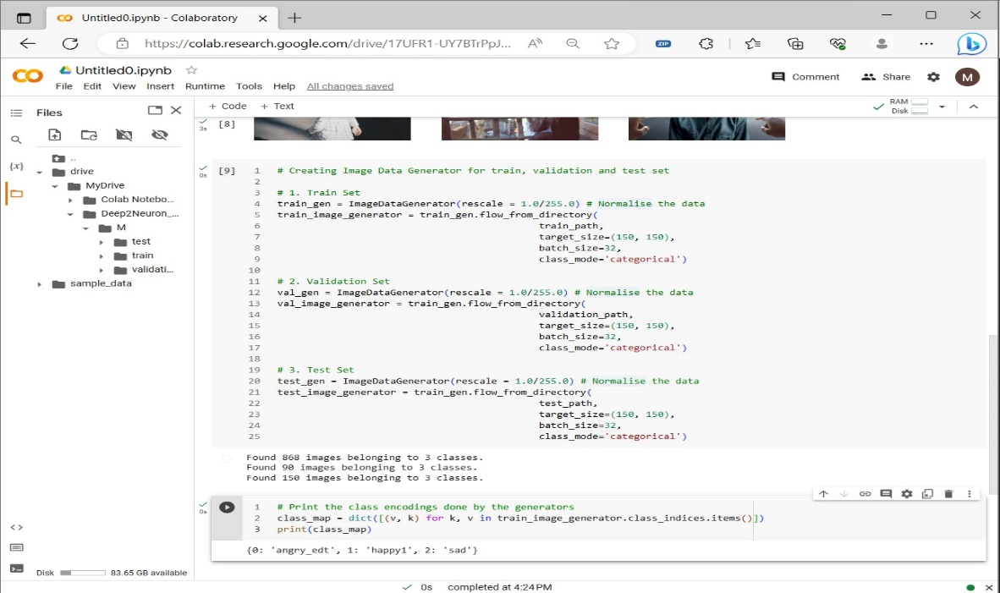 Untitled0.ipynb - Colaboratory
https://colab.research.google.com/drive/17UFR1-UY7BTrPpJ...
ZIP
Untitled0.ipynb
File Edit View Insert Runtime Tools Help All changes saved
Comment Share M
Files
+ Code + Text
RAM
Disk
{x}
..
drive
MyDrive
Colab Notebo...
Deep2Neuron_...
M
test
train
validati...
sample_data
<>
Disk 83.65 GB available
3s [8]
0s [9]
1 # Creating Image Data Generator for train, validation and test set
2
3 # 1. Train Set
4 train_gen = ImageDataGenerator(rescale = 1.0/255.0) # Normalise the data
5 train_image_generator = train_gen.flow_from_directory(
6 train_path,
7 target_size=(150, 150),
8 batch_size=32,
9 class_mode='categorical')
10
11 # 2. Validation Set
12 val_gen = ImageDataGenerator(rescale = 1.0/255.0) # Normalise the data
13 val_image_generator = train_gen.flow_from_directory(
14 validation_path,
15 target_size=(150, 150),
16 batch_size=32,
17 class_mode='categorical')
18
19 # 3. Test Set
20 test_gen = ImageDataGenerator(rescale = 1.0/255.0) # Normalise the data
21 test_image_generator = train_gen.flow_from_directory(
22 test_path,
23 target_size=(150, 150),
24 batch_size=32,
25 class_mode='categorical')
Found 868 images belonging to 3 classes.
Found 90 images belonging to 3 classes.
Found 150 images belonging to 3 classes.
0s
1 # Print the class encodings done by the generators
2 class_map = dict([(v, k) for k, v in train_image_generator.class_indices.items()])
3 print(class_map)
{0: 'angry_edt', 1: 'happy1', 2: 'sad'}
0s completed at 4:24 PM